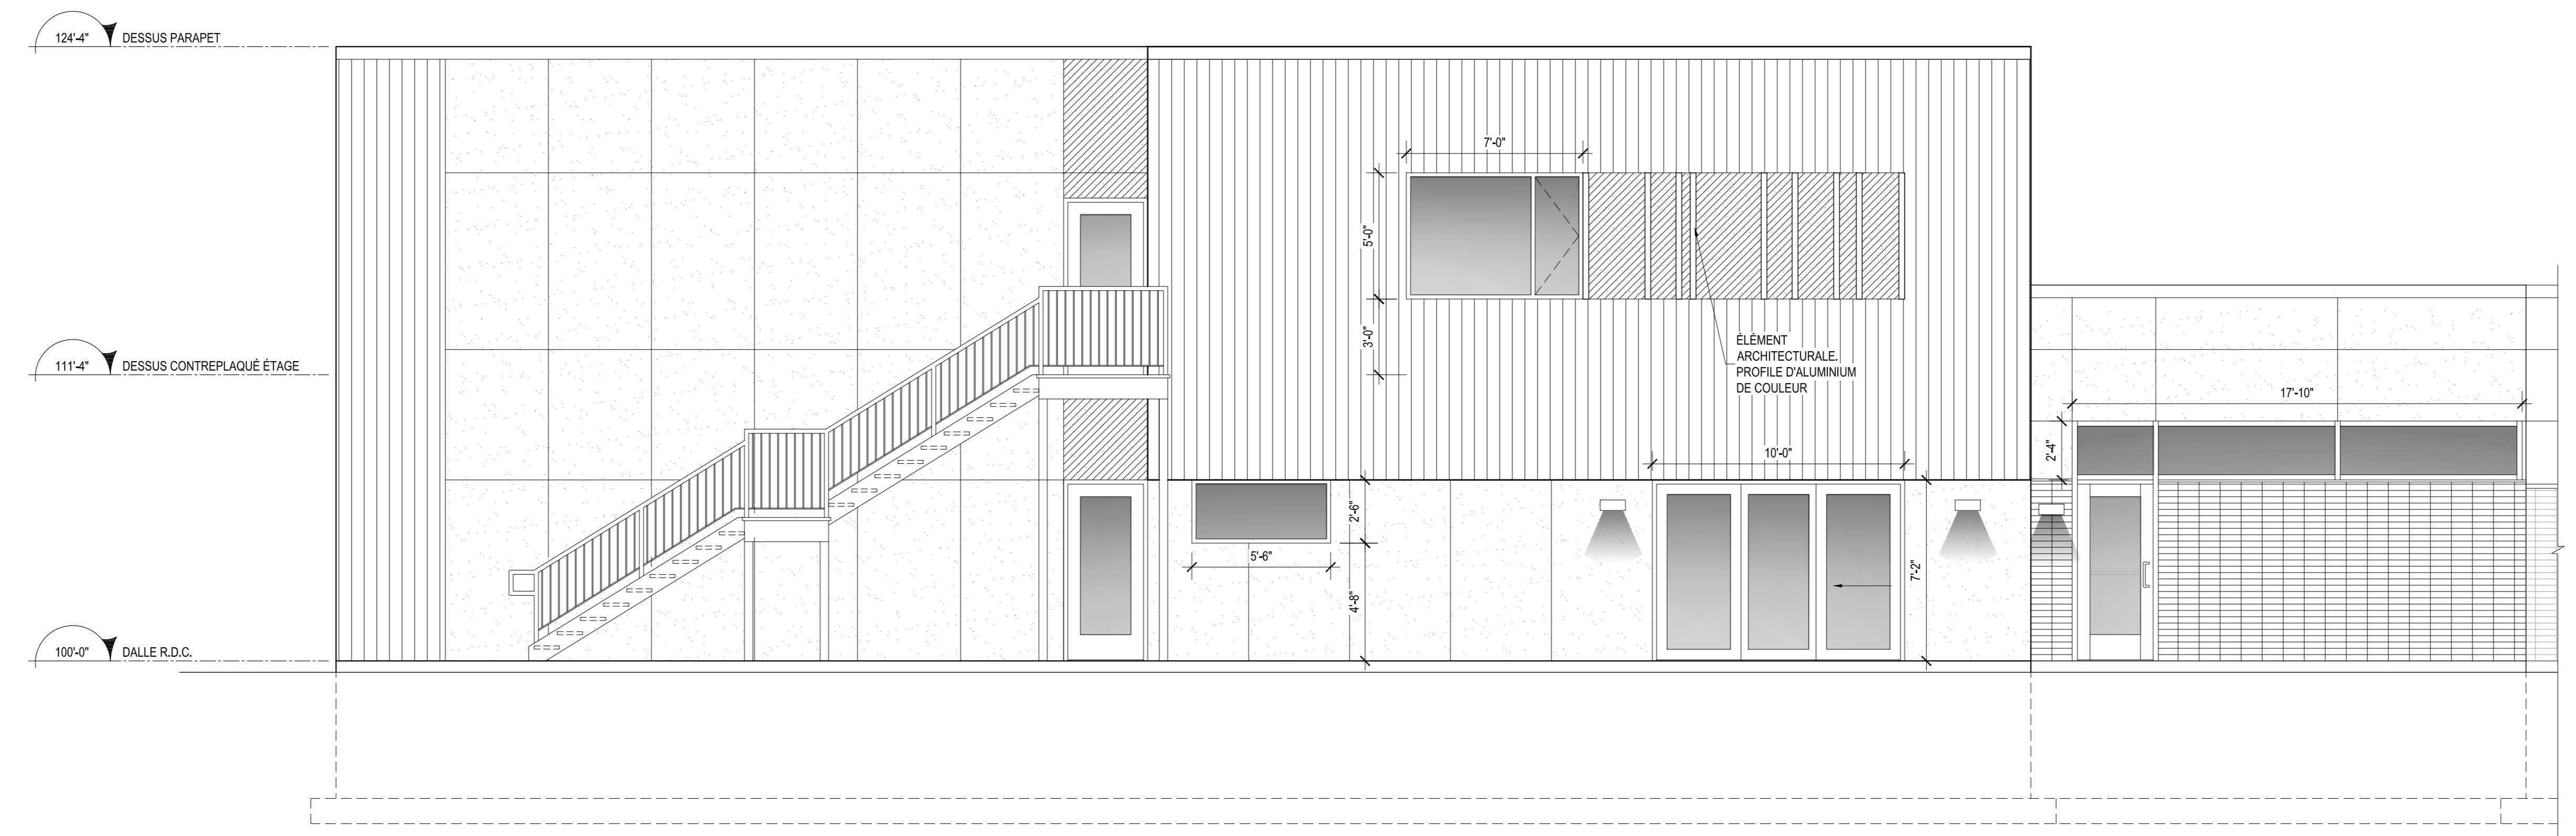 124'-4" DESSUS PARAPET
7'-0"
5'-0"
3'-0"
ÉLÉMENT
ARCHITECTURALE.
PROFILE D'ALUMINIUM
DE COULEUR
111'-4" DESSUS CONTREPLAQUÉ ÉTAGE
17'-10"
2'-4"
10'-0"
2'-6"
5'-6"
7'-2"
4'-8"
100'-0" DALLE R.D.C.